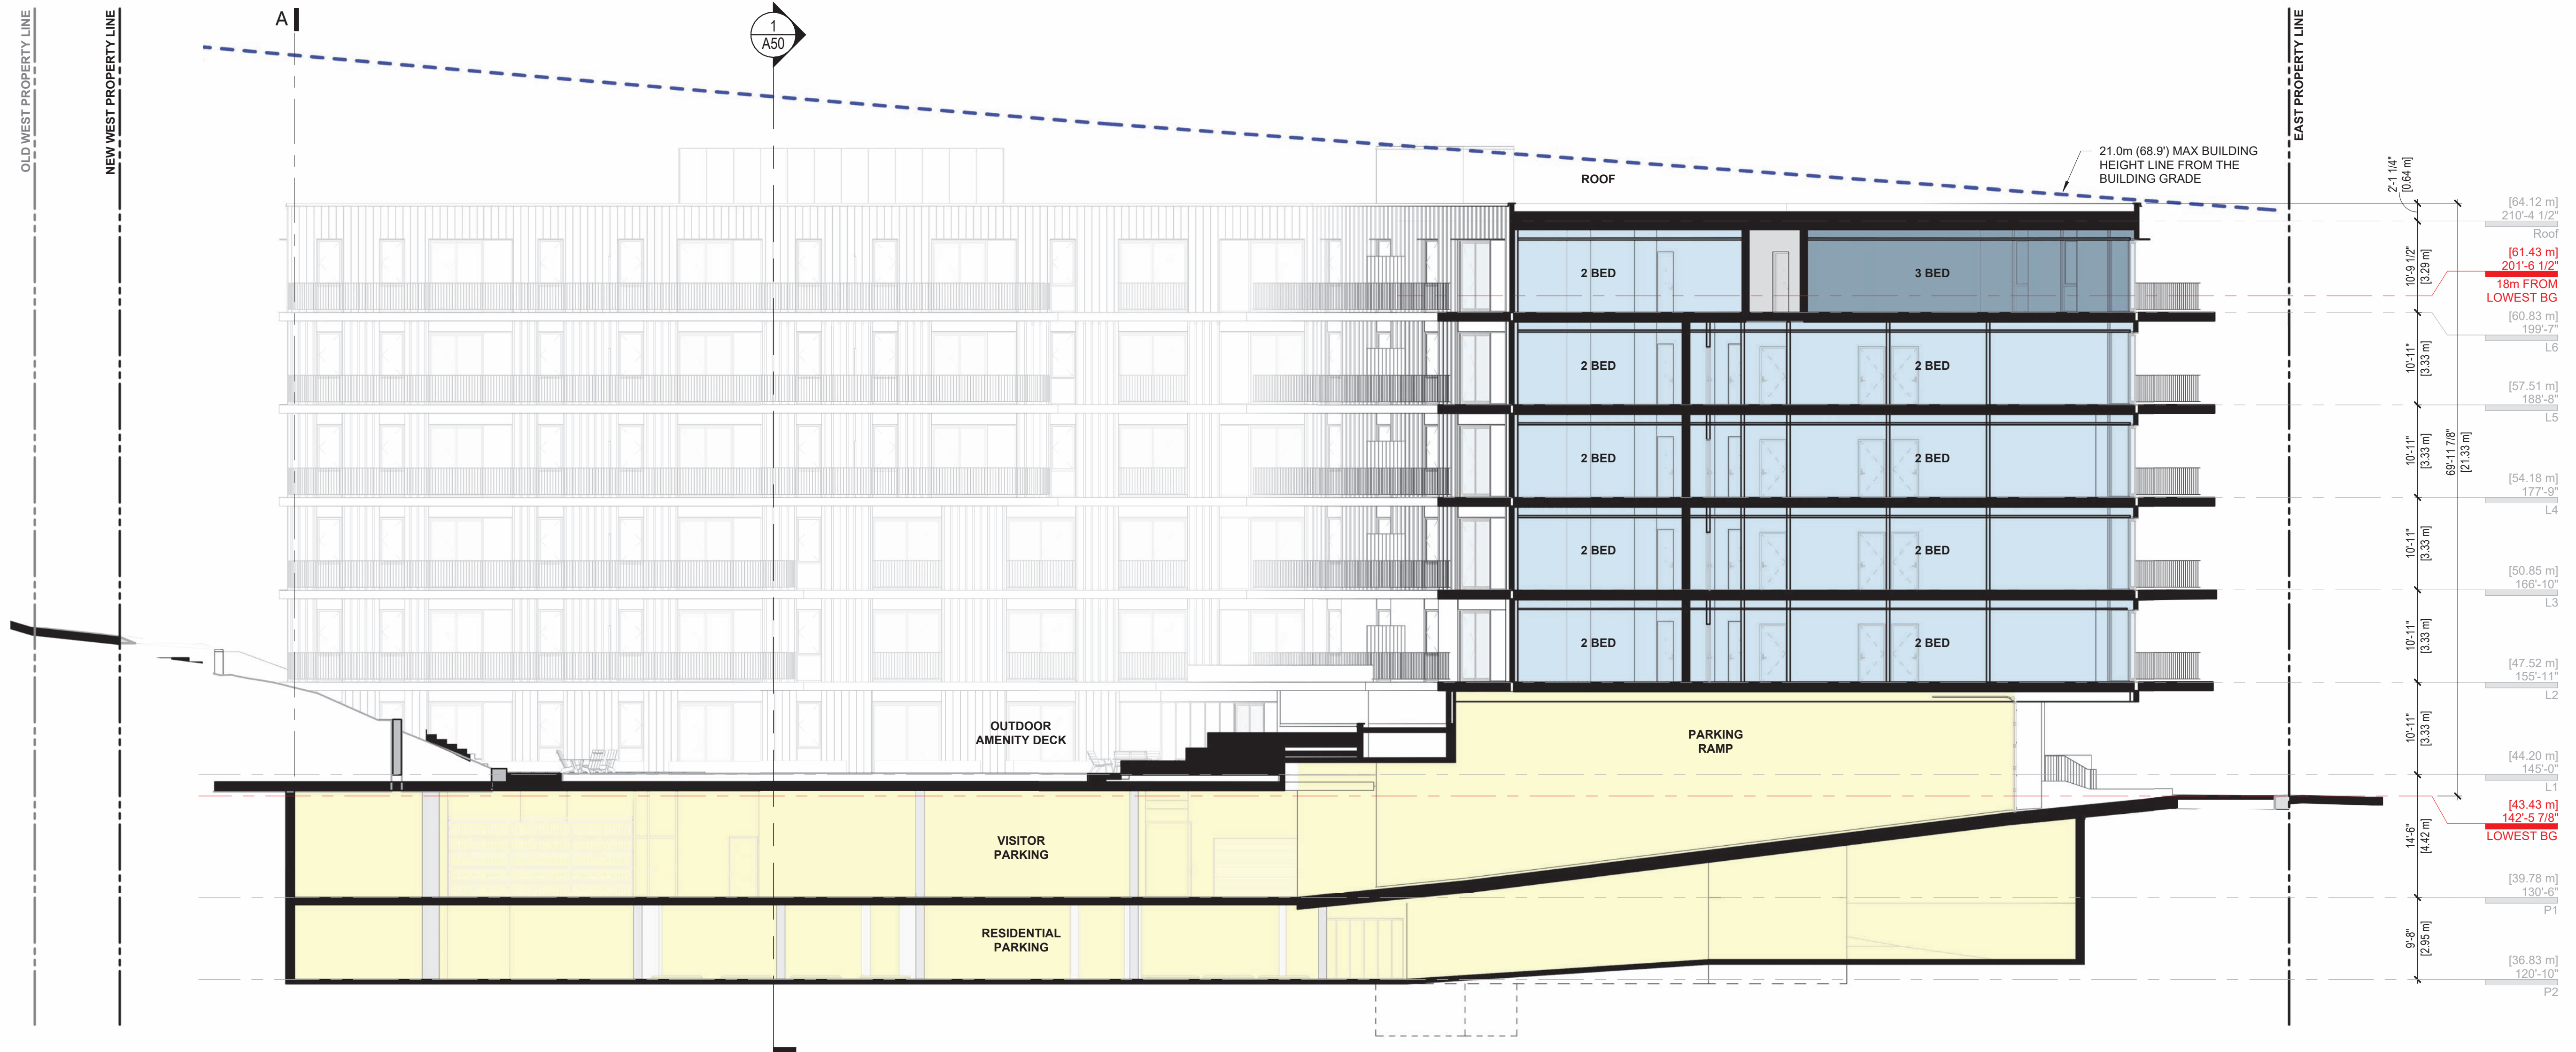 OLD WEST PROPERTY LINE
NEW WEST PROPERTY LINE
A
1
A50
EAST PROPERTY LINE
21.0m (68.9') MAX BUILDING
HEIGHT LINE FROM THE
BUILDING GRADE
ROOF
2 BED
3 BED
2 BED
2 BED
2 BED
2 BED
2 BED
2 BED
2 BED
2 BED
OUTDOOR
AMENITY DECK
PARKING
RAMP
VISITOR
PARKING
RESIDENTIAL
PARKING
2'-1 1/4"
[0.64 m]
10'-9 1/2"
[3.29 m]
10'-11"
[3.33 m]
10'-11"
[3.33 m]
10'-11"
[3.33 m]
10'-11"
[3.33 m]
10'-11"
[3.33 m]
14'-6"
[4.42 m]
9'-8"
[2.95 m]
69'-11 7/8"
[21.33 m]
[64.12 m]
210'-4 1/2"
Roof
[61.43 m]
201'-6 1/2"
18m FROM
LOWEST BG
[60.83 m]
199'-7"
L6
[57.51 m]
188'-8"
L5
[54.18 m]
177'-9"
L4
[50.85 m]
166'-10"
L3
[47.52 m]
155'-11"
L2
[44.20 m]
145'-0"
L1
[43.43 m]
142'-5 7/8"
LOWEST BG
[39.78 m]
130'-6"
P1
[36.83 m]
120'-10"
P2